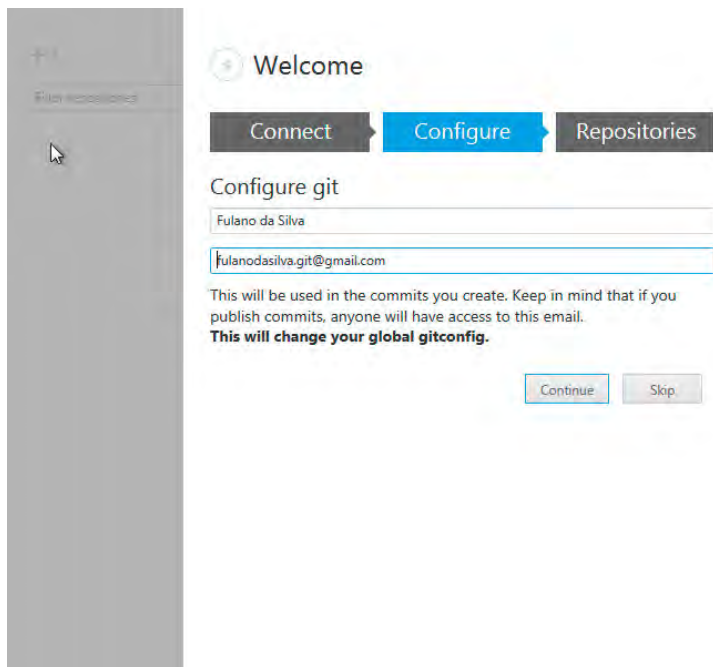 Welcome
Filter repositories
Connect Configure Repositories
Configure git
Fulano da Silva
fulanodasilva.git@gmail.com
This will be used in the commits you create. Keep in mind that if you
publish commits, anyone will have access to this email.
This will change your global gitconfig.
Continue Skip